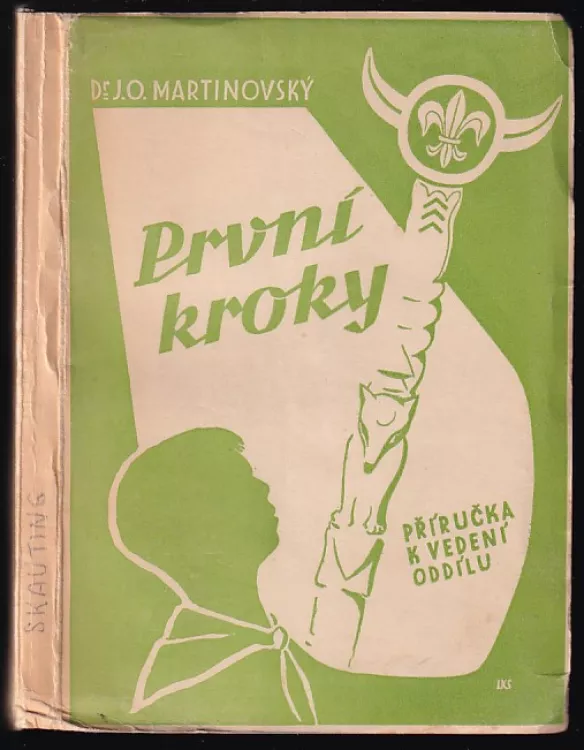 Dr. J.O. MARTINOVSKÝ
První
kroky
PŘÍRUČKA
K VEDENÍ
ODDÍLU
SKAUTING